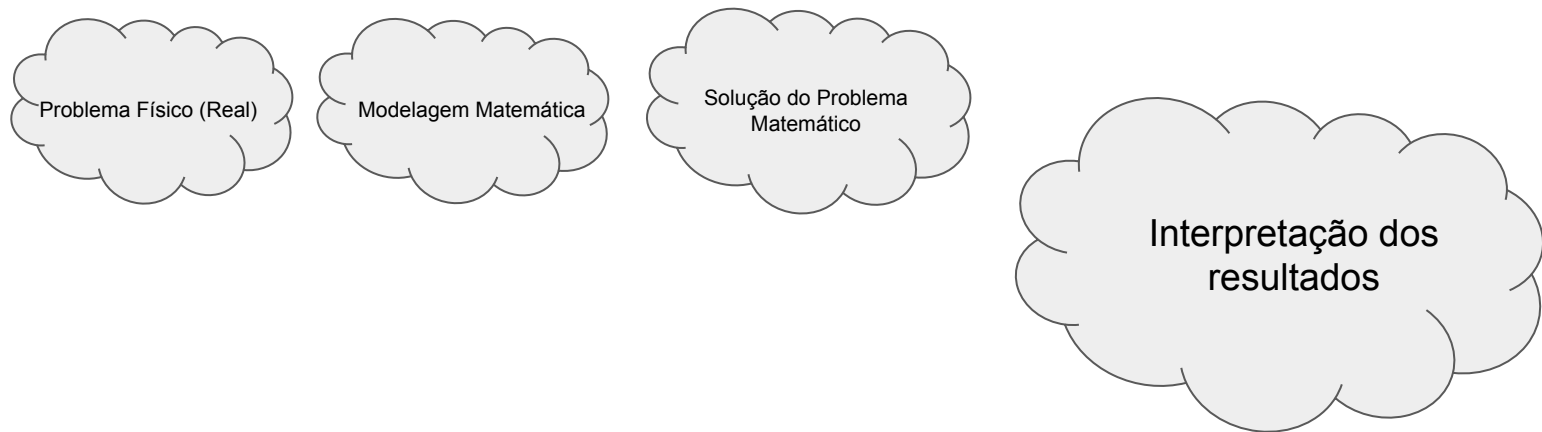 Problema Físico (Real)
Modelagem Matemática
Solução do Problema
Matemático
Interpretação dos
resultados